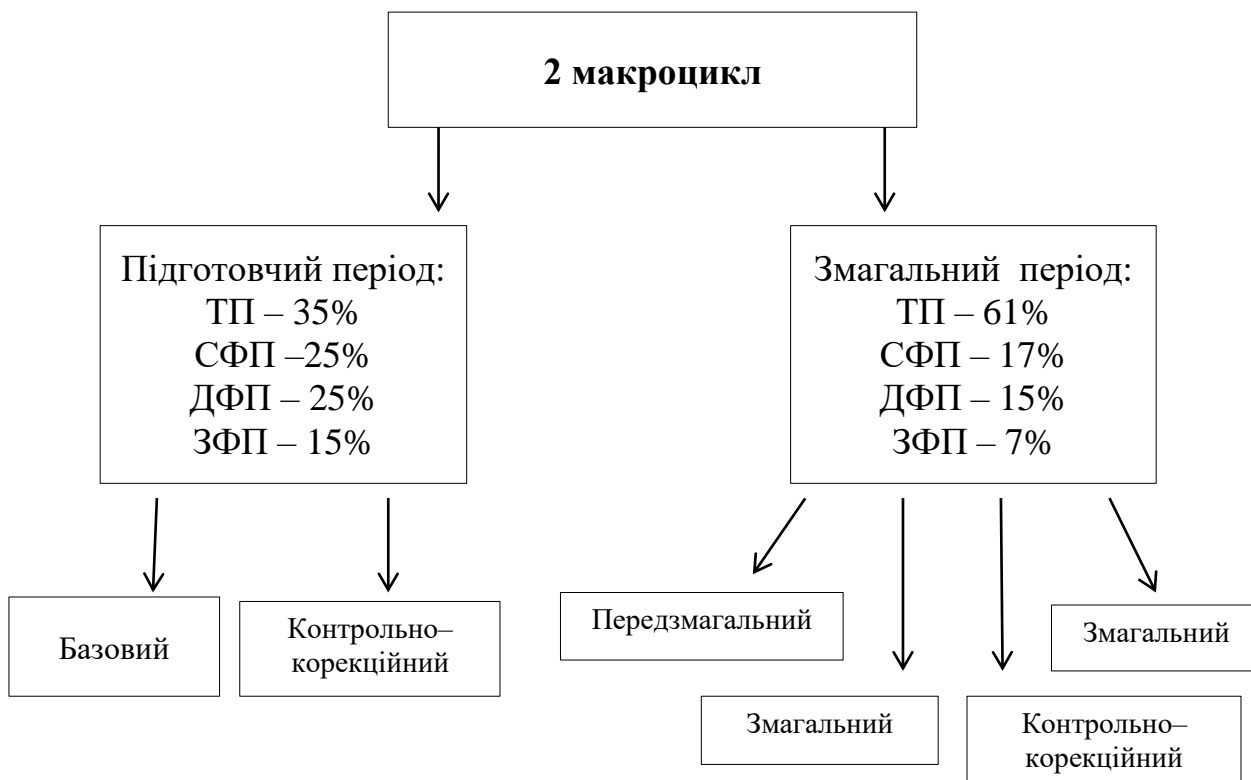 2 макроцикл
Підготовчий період:
ТП – 35%
СФП –25%
ДФП – 25%
ЗФП – 15%
Змагальний  період:
ТП – 61%
СФП – 17%
ДФП – 15%
ЗФП – 7%
Базовий
Контрольно–
корекційний
Передзмагальний
Змагальний
Змагальний
Контрольно–
корекційний